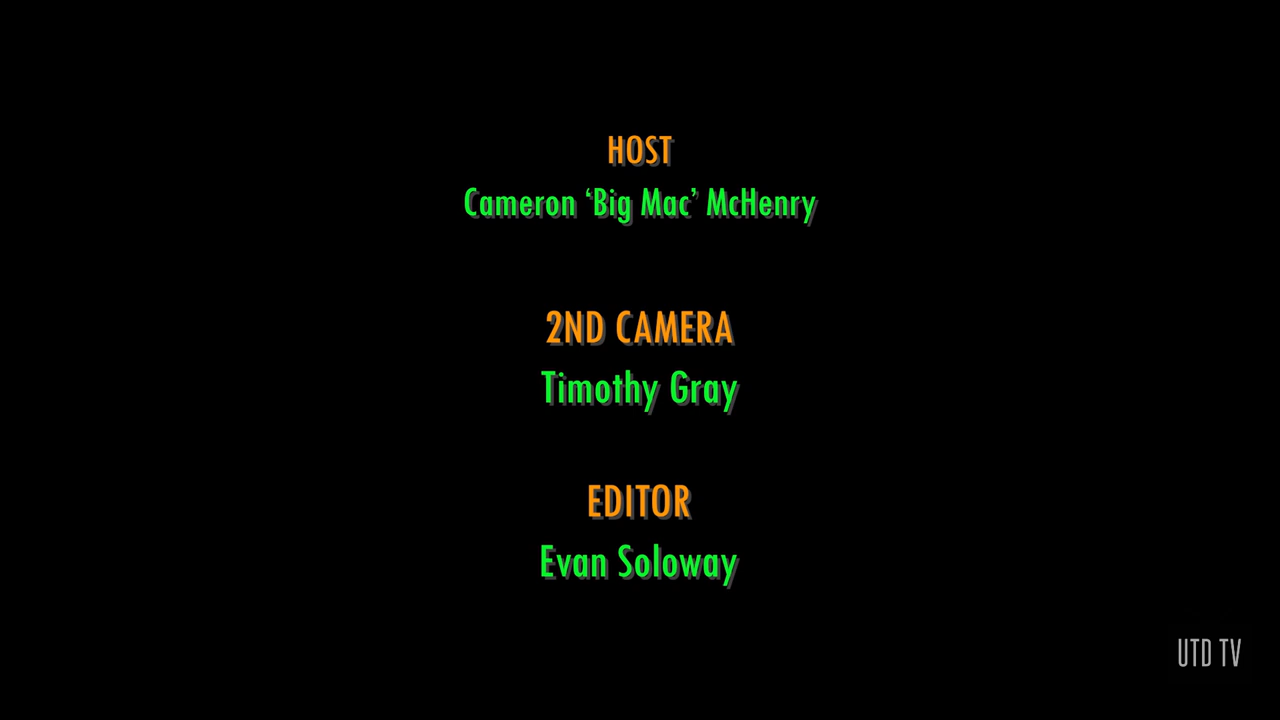 HOST
Cameron ‘Big Mac’ McHenry
2ND CAMERA
Timothy Gray
EDITOR
Evan Soloway
UTD TV